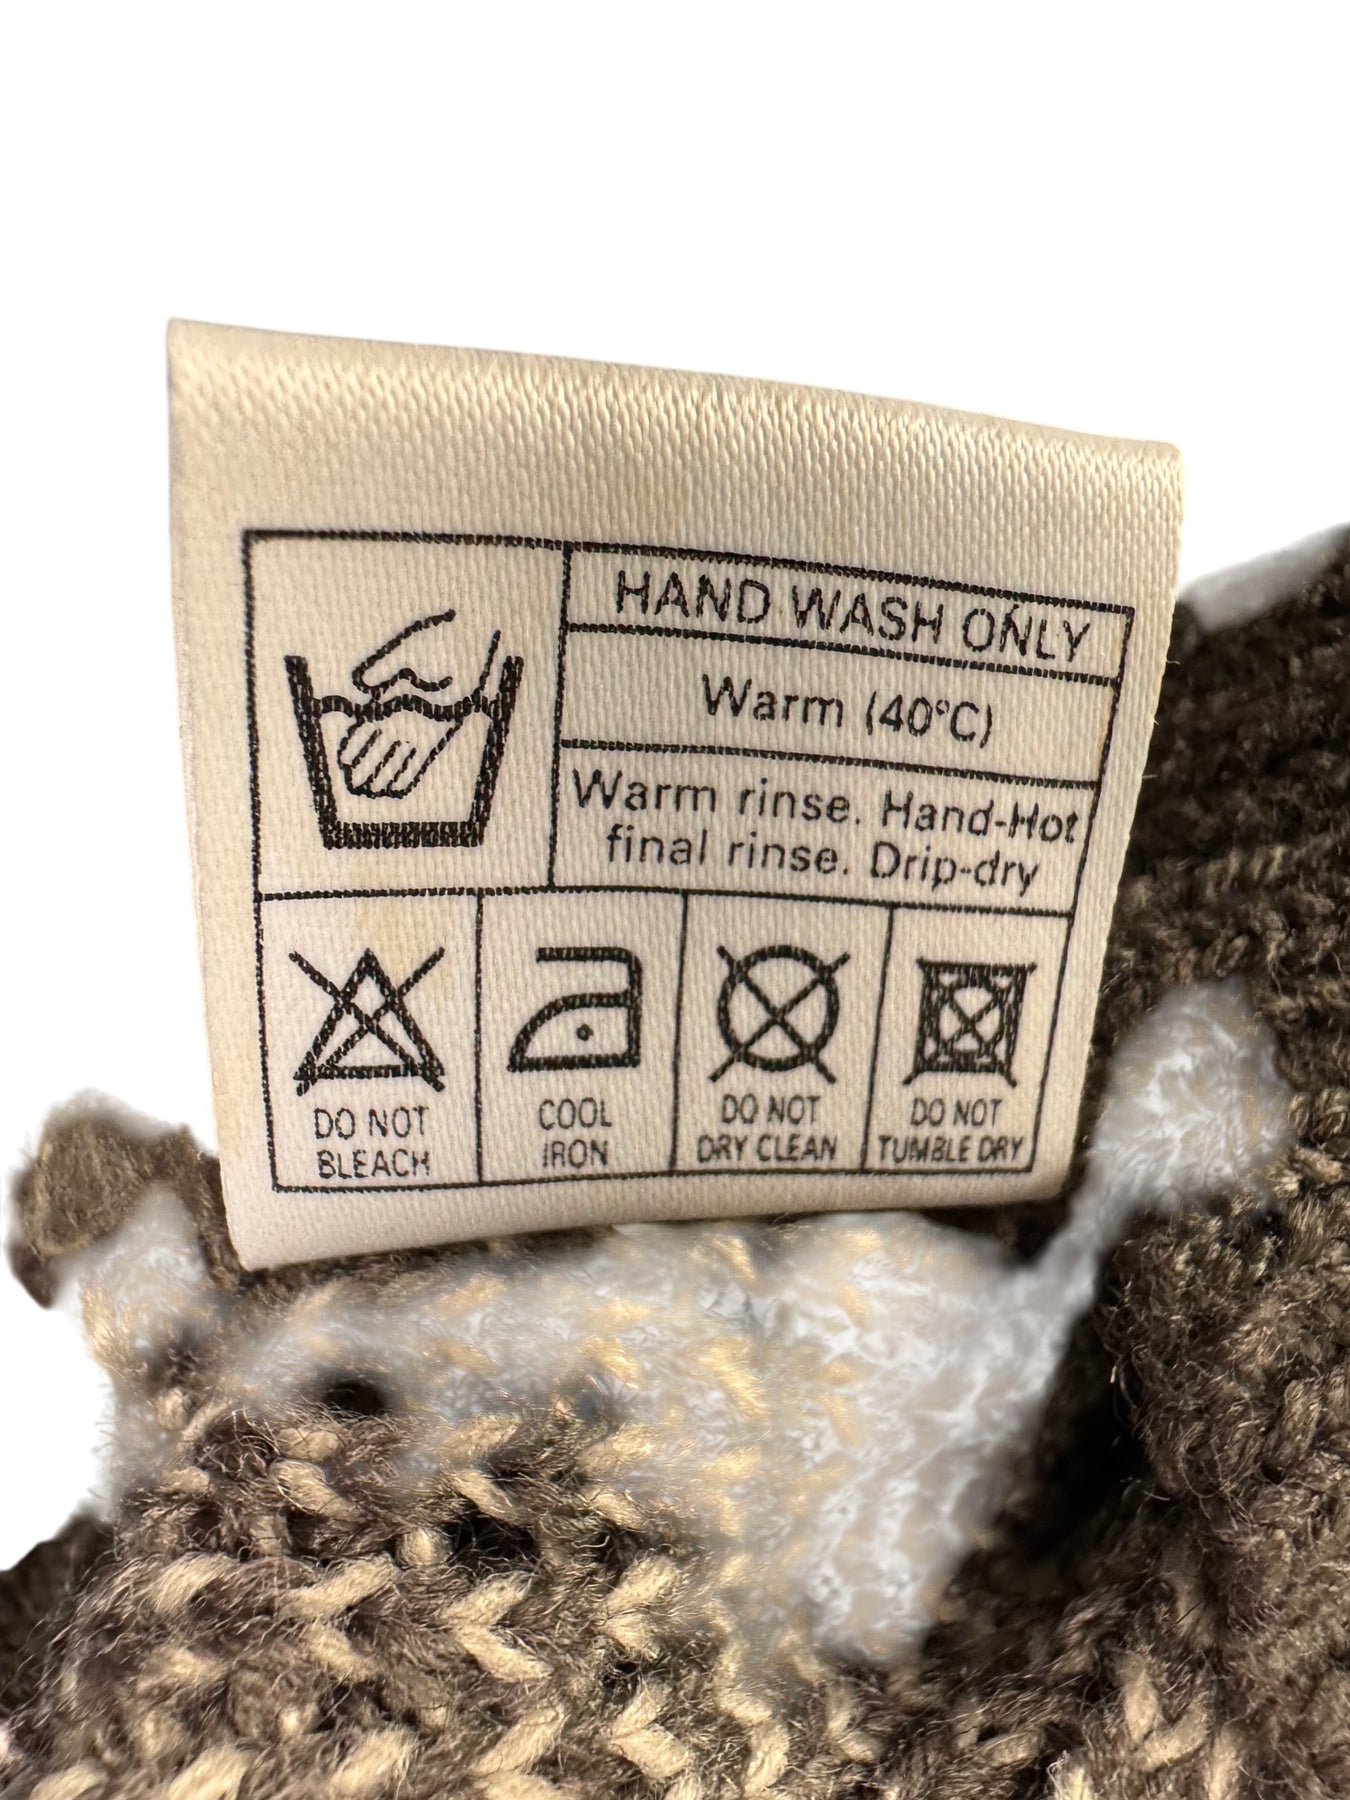 HAND WASH ONLY
Warm (40°C)
Warm rinse. Hand-Hot
final rinse. Drip-dry
DO NOT
BLEACH
COOL
IRON
DO NOT
DRY CLEAN
DO NOT
TUMBLE DRY